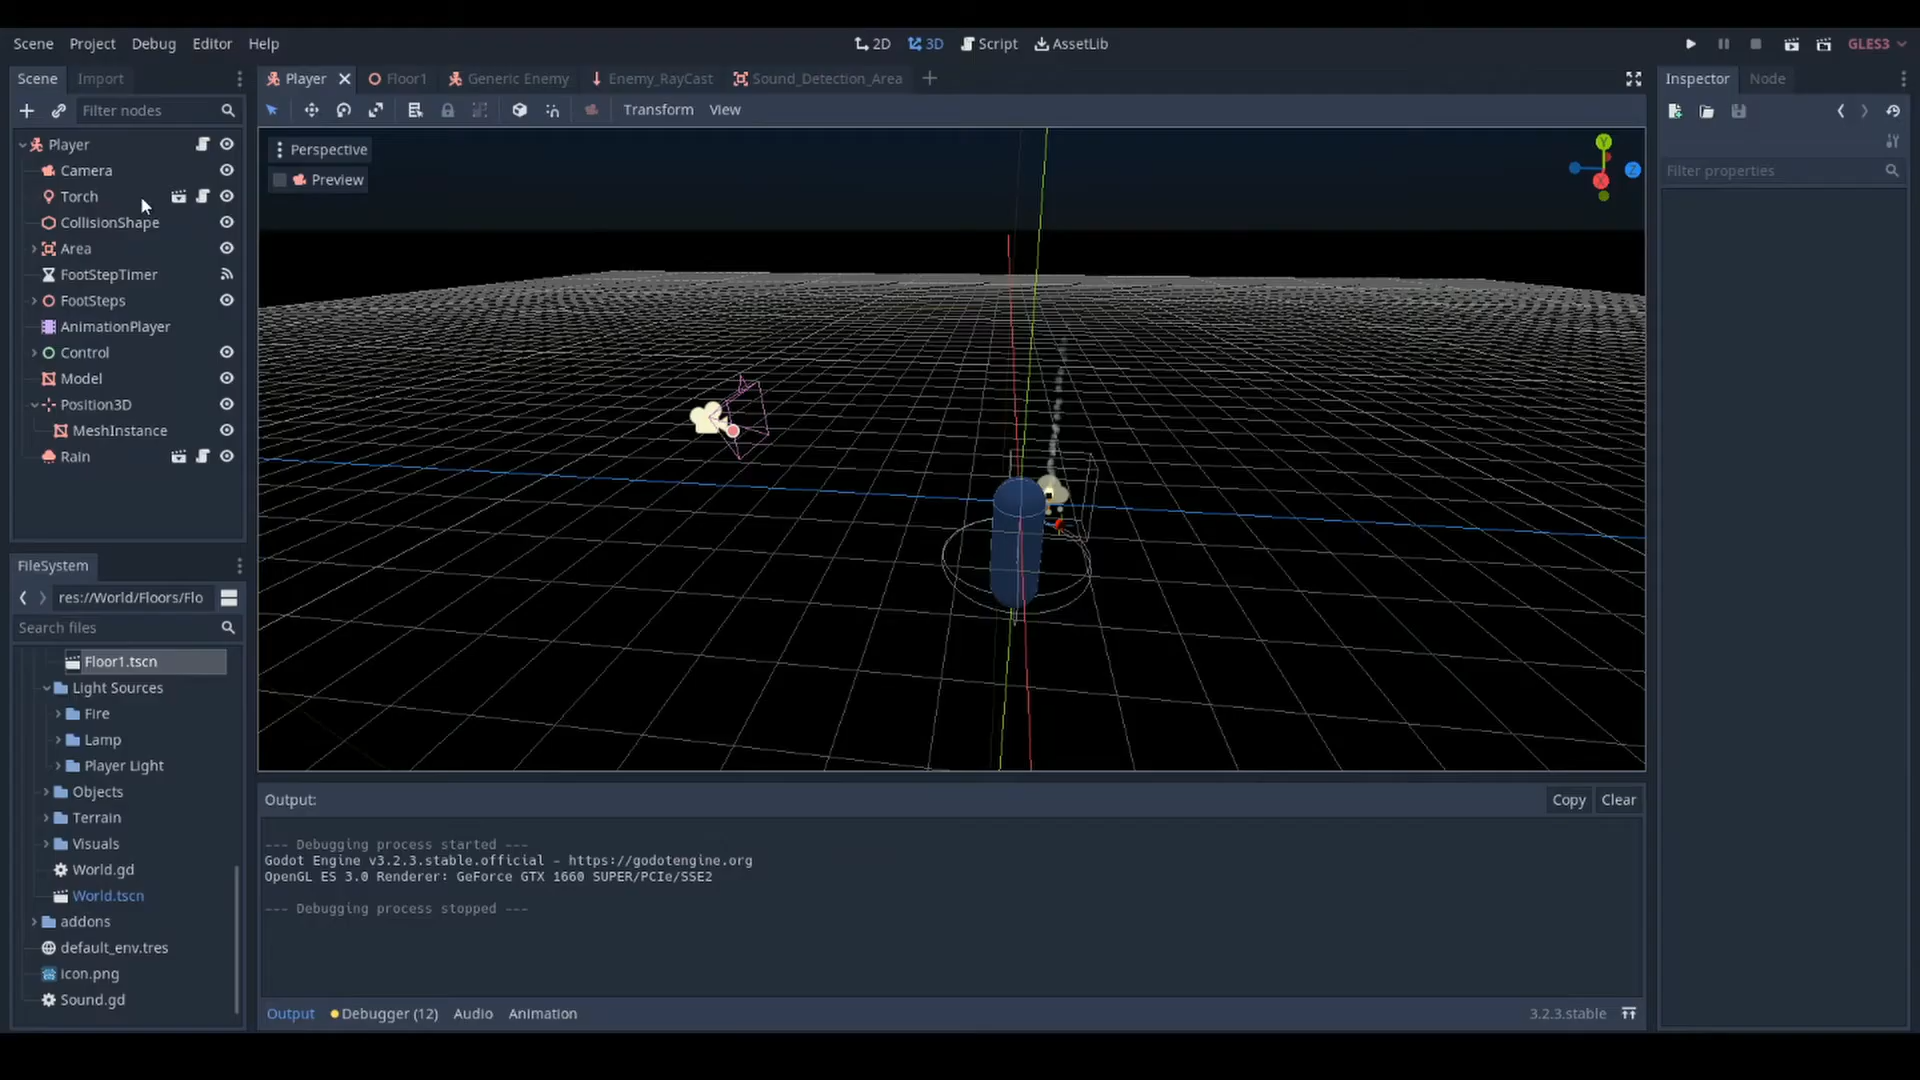 Scene Project Debug Editor Help 2D 3D Script AssetLib GLES3
Scene Import Player Floor1 Generic Enemy Enemy_RayCast Sound_Detection_Area Inspector Node
Filter nodes Transform View
Player
Camera
Torch
CollisionShape
Area
FootStepTimer
FootSteps
AnimationPlayer
Control
Model
Position3D
MeshInstance
Rain
Perspective
Preview
Y
Z
X
Filter properties
FileSystem
res://World/Floors/Flo
Search files
Floor1.tscn
Light Sources
Fire
Lamp
Player Light
Objects
Terrain
Visuals
World.gd
World.tscn
addons
default_env.tres
icon.png
Sound.gd
Output: Copy Clear
--- Debugging process started ---
Godot Engine v3.2.3.stable.official - https://godotengine.org
OpenGL ES 3.0 Renderer: GeForce GTX 1660 SUPER/PCIe/SSE2
--- Debugging process stopped ---
Output Debugger (12) Audio Animation 3.2.3.stable